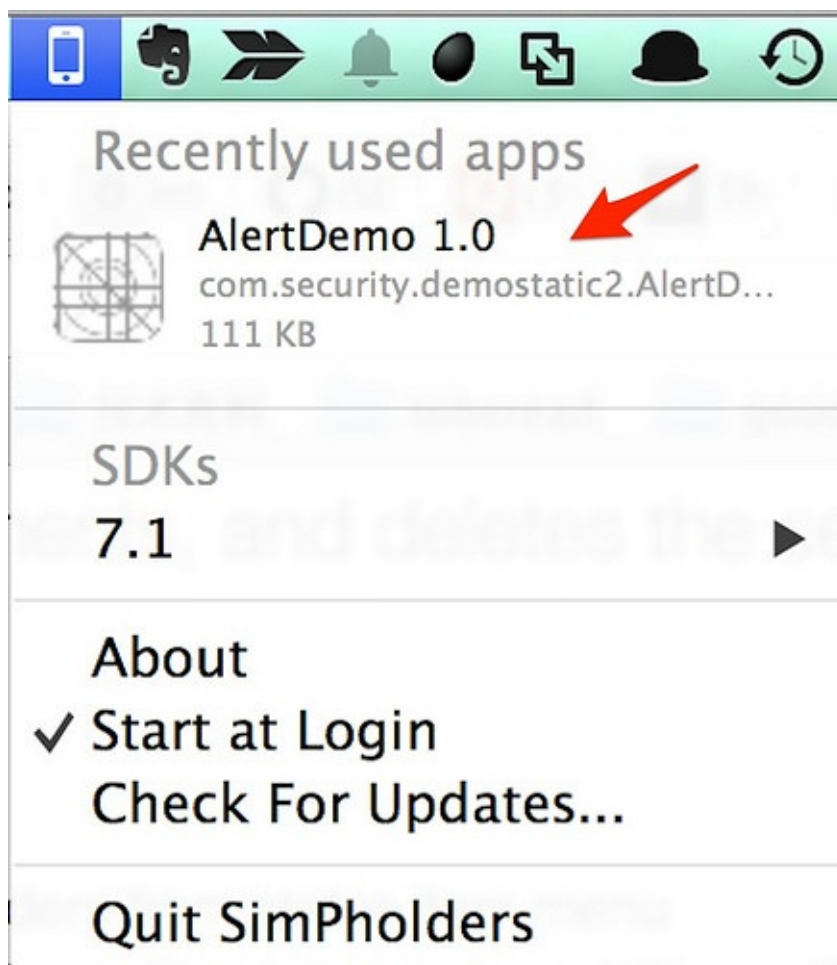 Recently used apps
AlertDemo 1.0
com.security.demostatic2.AlertD...
111 KB
SDKs
7.1
About
Start at Login
Check For Updates...
Quit SimPholders